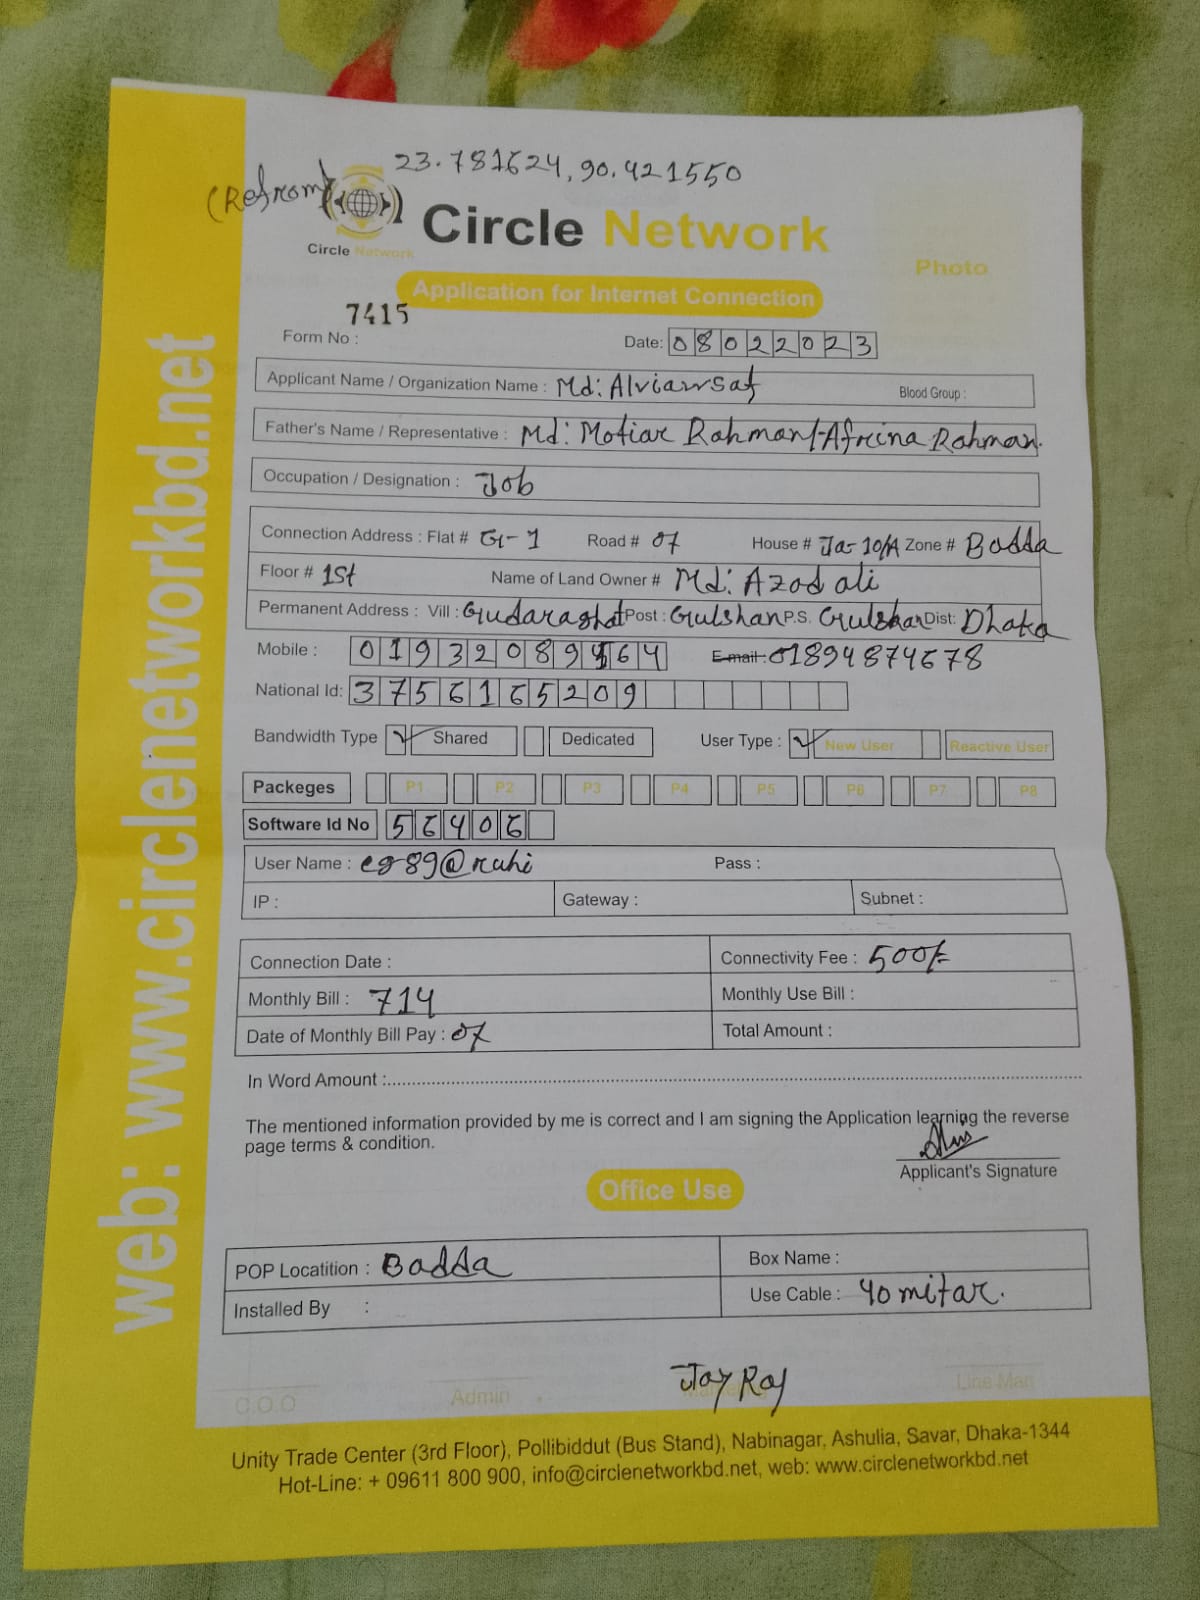 23.781624, 90.421550
(Refrom)
Circle Network
Circle Network
Photo
Application for Internet Connection
7415
Form No :
Date: 08022023
Applicant Name / Organization Name : Md: Alviawsaf Blood Group :
Father's Name / Representative : Md: Motiar Rahman/-Afrina Rahman.
Occupation / Designation : Job
Connection Address : Flat # G-1 Road # 07 House # Ja- 10/A Zone # Badda
Floor # 1st Name of Land Owner # Md: Azad ali
Permanent Address : Vill : Gudaraghat Post : Gulshan P.S. Gulshan Dist: Dhaka
Mobile : 01932089564 E-mail : 01894874678
National Id: 3756165209
Bandwidth Type Shared Dedicated User Type : New User Reactive User
Packeges P1 P2 P3 P4 P5 P6 P7 P8
Software Id No 56406
User Name : eg89@ruhi Pass :
IP : Gateway : Subnet :
Connection Date : Connectivity Fee : 500/-
Monthly Bill : 714 Monthly Use Bill :
Date of Monthly Bill Pay : 07 Total Amount :
In Word Amount :
The mentioned information provided by me is correct and I am signing the Application learning the reverse
page terms & condition.
Applicant's Signature
Office Use
POP Locatition : Badda Box Name :
Installed By : Use Cable : 40 mitar.
Joy Roy
C.O.O Admin Line Man
Unity Trade Center (3rd Floor), Pollibiddut (Bus Stand), Nabinagar, Ashulia, Savar, Dhaka-1344
Hot-Line: + 09611 800 900, info@circlenetworkbd.net, web: www.circlenetworkbd.net
web: www.circlenetworkbd.net